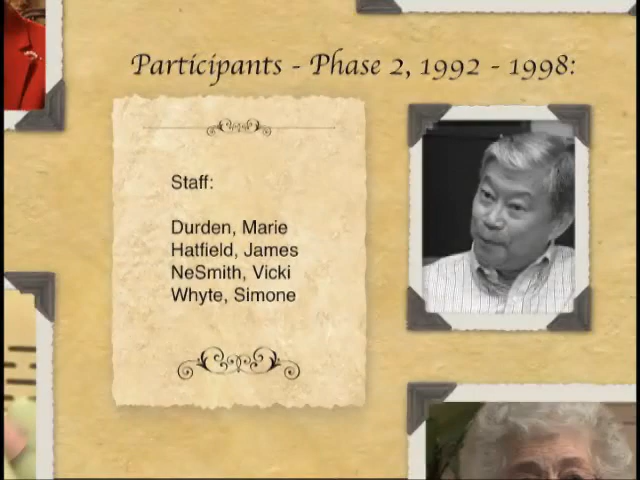 Participants - Phase 2, 1992 - 1998:
Staff:
Durden, Marie
Hatfield, James
NeSmith, Vicki
Whyte, Simone